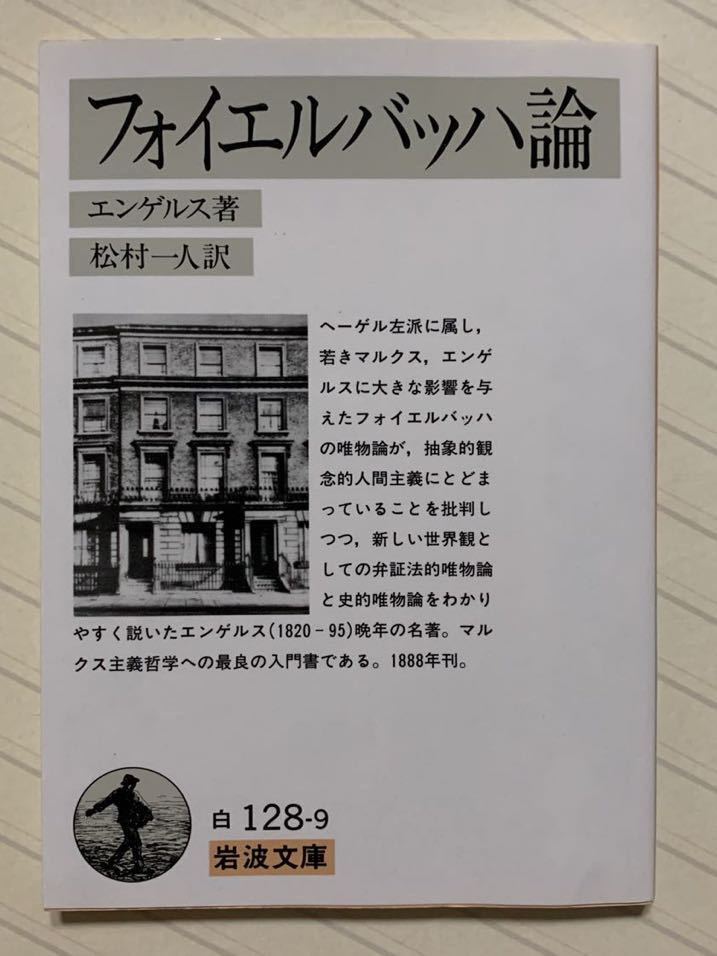 フォイエルバッハ論
エンゲルス著
松村一人訳
ヘーゲル左派に属し，
若きマルクス，エンゲ
ルスに大きな影響を与
えたフォイエルバッハ
の唯物論が，抽象的観
念的人間主義にとどま
っていることを批判し
つつ，新しい世界観と
しての弁証法的唯物論
と史的唯物論をわかり
やすく説いたエンゲルス(1820－95)晩年の名著。マル
クス主義哲学への最良の入門書である。1888年刊。
白 128-9
岩波文庫